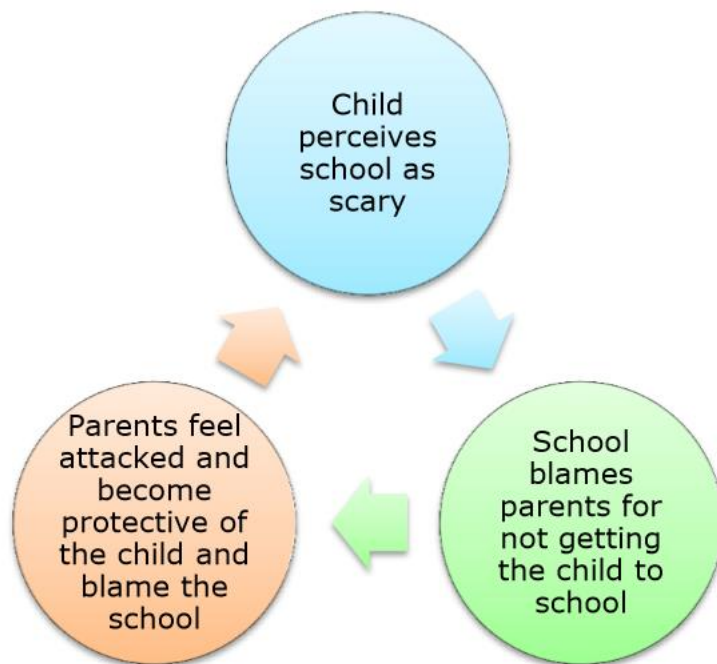 Child
perceives
school as
scary
School
blames
parents for
not getting
the child to
school
Parents feel
attacked and
become
protective of
the child and
blame the
school